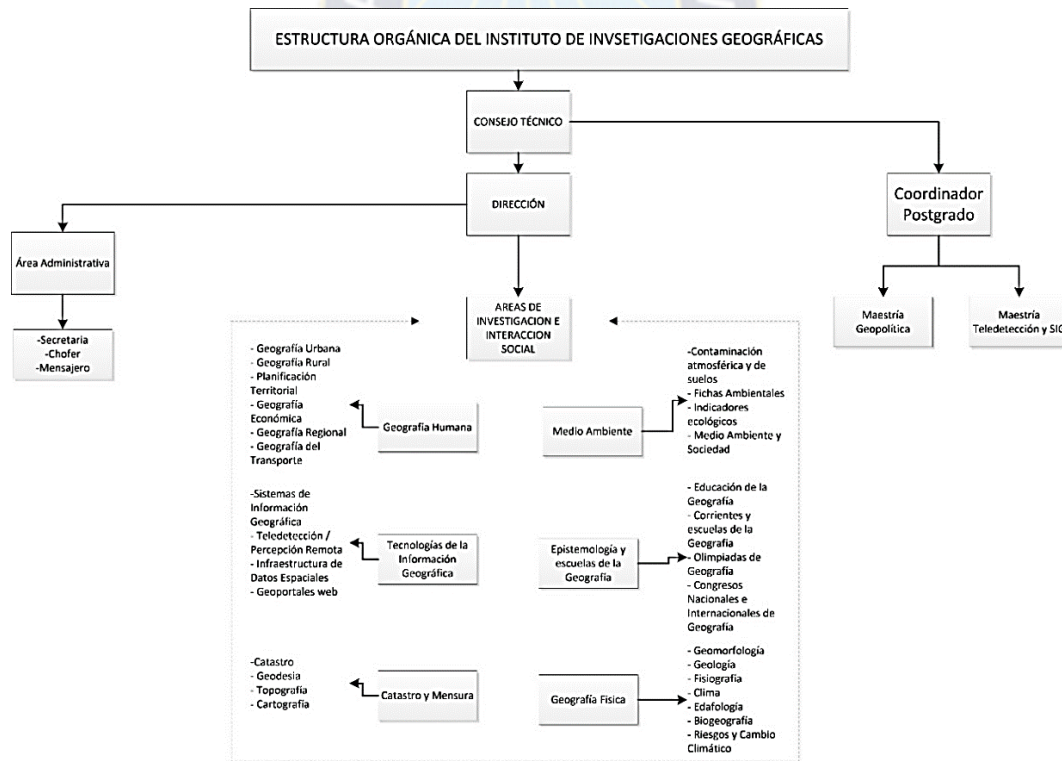 ESTRUCTURA ORGÁNICA DEL INSTITUTO DE INVSETIGACIONES GEOGRÁFICAS
CONSEJO TÉCNICO
DIRECCIÓN
Coordinador
Postgrado
Área Administrativa
-Secretaria
-Chofer
-Mensajero
AREAS DE
INVESTIGACION E
INTERACCION
SOCIAL
Maestría
Geopolítica
Maestría
Teledetección y SIG
- Geografía Urbana
- Geografía Rural
- Planificación
Territorial
- Geografía
Económica
- Geografía Regional
- Geografía del
Transporte
Geografía Humana
Medio Ambiente
-Contaminación
atmosférica y de
suelos
- Fichas Ambientales
- Indicadores
ecológicos
- Medio Ambiente y
Sociedad
-Sistemas de
Información
Geográfica
- Teledetección /
Percepción Remota
- Infraestructura de
Datos Espaciales
- Geoportales web
Tecnologías de la
Información
Geográfica
Epistemología y
escuelas de la
Geografía
- Educación de la
Geografía
- Corrientes y
escuelas de la
Geografía
- Olimpiadas de
Geografía
- Congresos
Nacionales e
Internacionales de
Geografía
-Catastro
- Geodesia
- Topografía
- Cartografía
Catastro y Mensura
Geografía Fisica
- Geomorfología
- Geología
- Fisiografía
- Clima
- Edafología
- Biogeografía
- Riesgos y Cambio
Climático